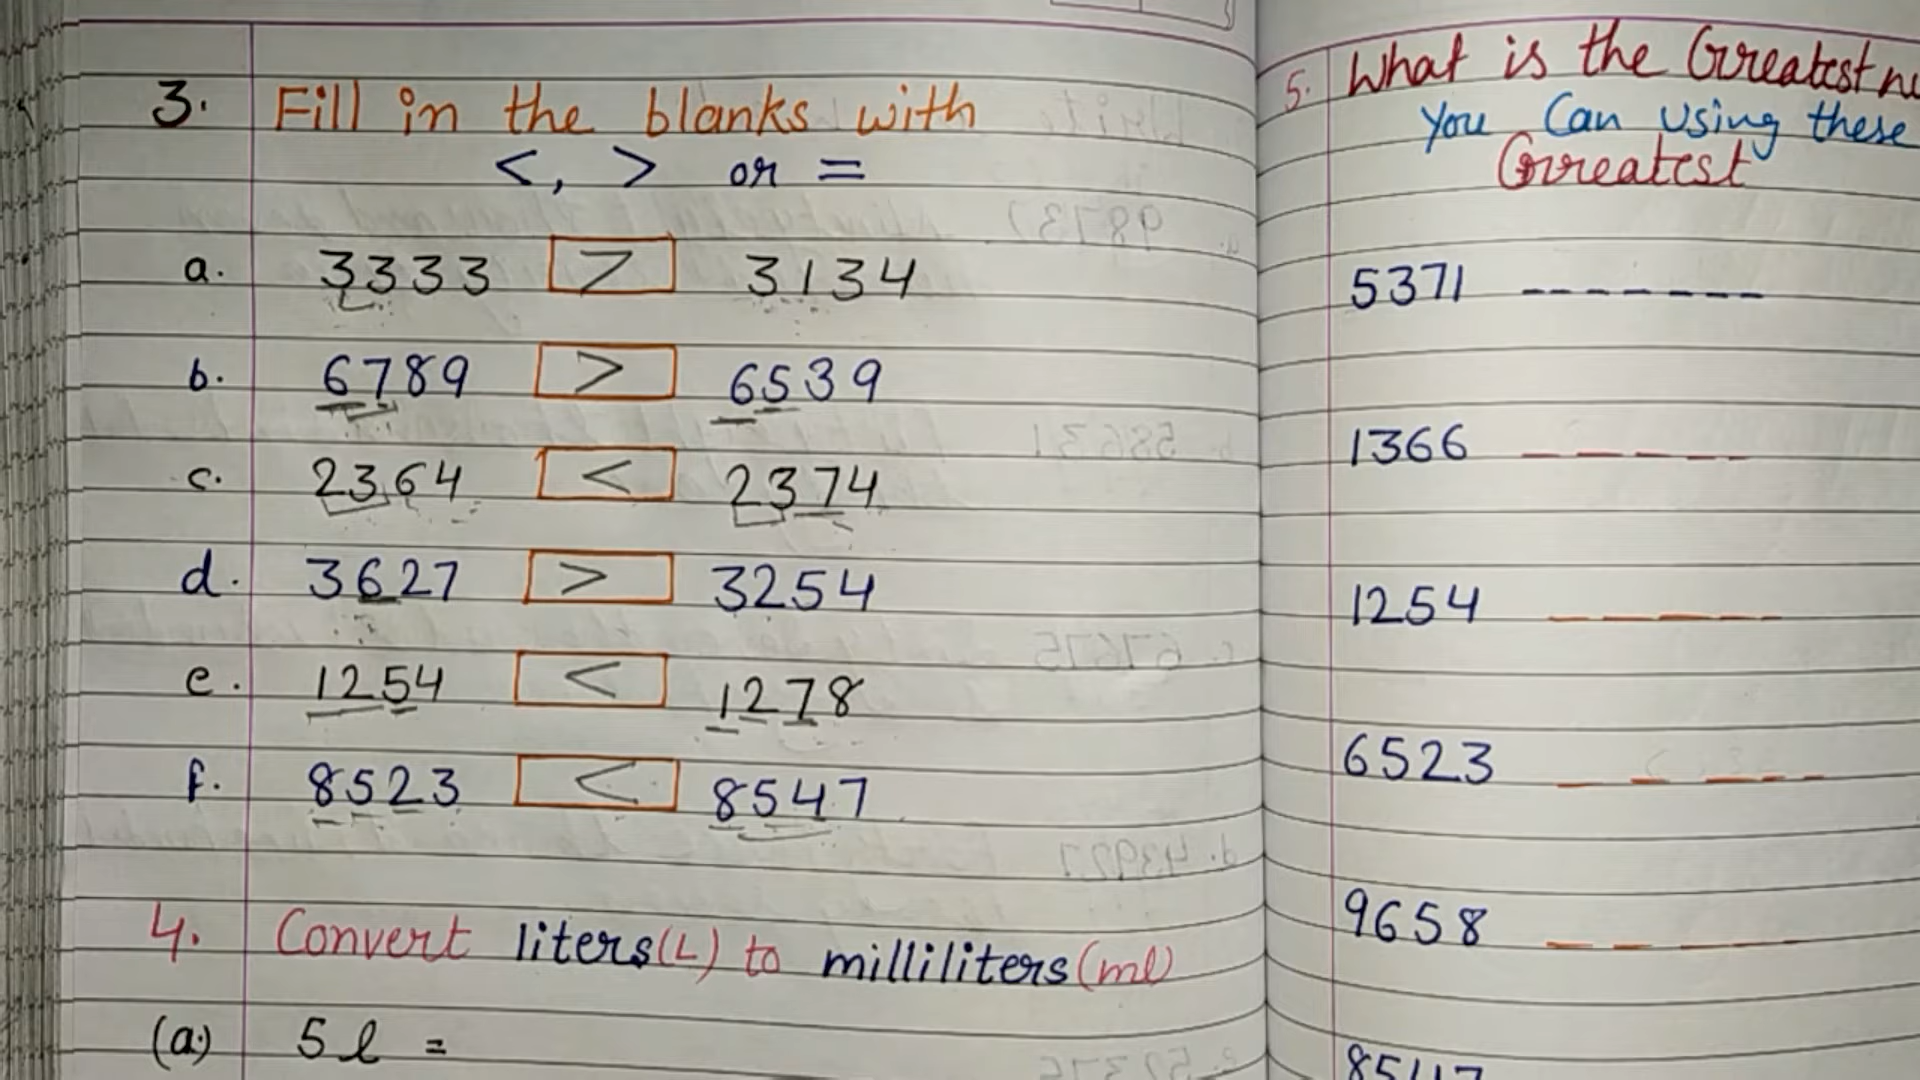 3. Fill in the blanks with
<, > or =
a. 3333 > 3134
b. 6789 > 6539
c. 2364 < 2374
d. 3627 > 3254
e. 1254 < 1278
f. 8523 < 8547
4. Convert liters(L) to milliliters(ml)
(a.) 5 l =
5. What is the Greatest
You Can using these
Greatest
5371 -------
1366 _ _ _ _ _
1254 _ _ _ _ _
6523 _ _ _ _ _
9658 _ _ _ _